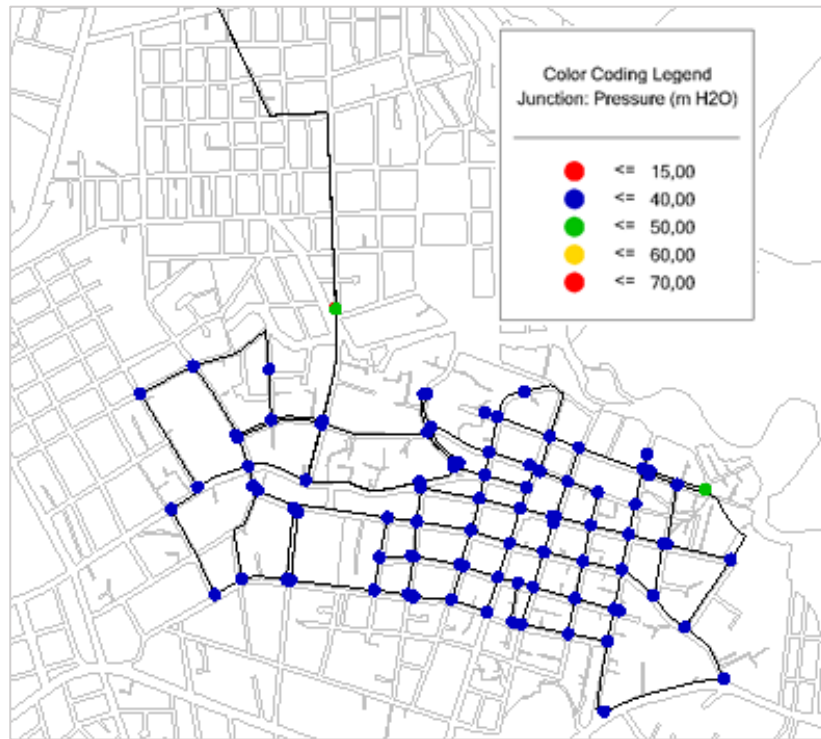 Color Coding Legend
Junction: Pressure (m H2O)
<= 15,00
<= 40,00
<= 50,00
<= 60,00
<= 70,00